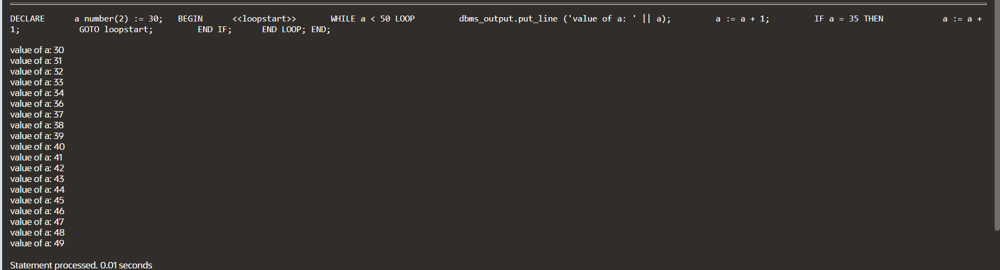 DECLARE      a number(2) := 30;   BEGIN      <<loopstart>>       WHILE a < 50 LOOP         dbms_output.put_line ('value of a: ' || a);         a := a + 1;         IF a = 35 THEN            a := a +
1;            GOTO loopstart;         END IF;      END LOOP; END;
value of a: 30
value of a: 31
value of a: 32
value of a: 33
value of a: 34
value of a: 36
value of a: 37
value of a: 38
value of a: 39
value of a: 40
value of a: 41
value of a: 42
value of a: 43
value of a: 44
value of a: 45
value of a: 46
value of a: 47
value of a: 48
value of a: 49
Statement processed. 0.01 seconds